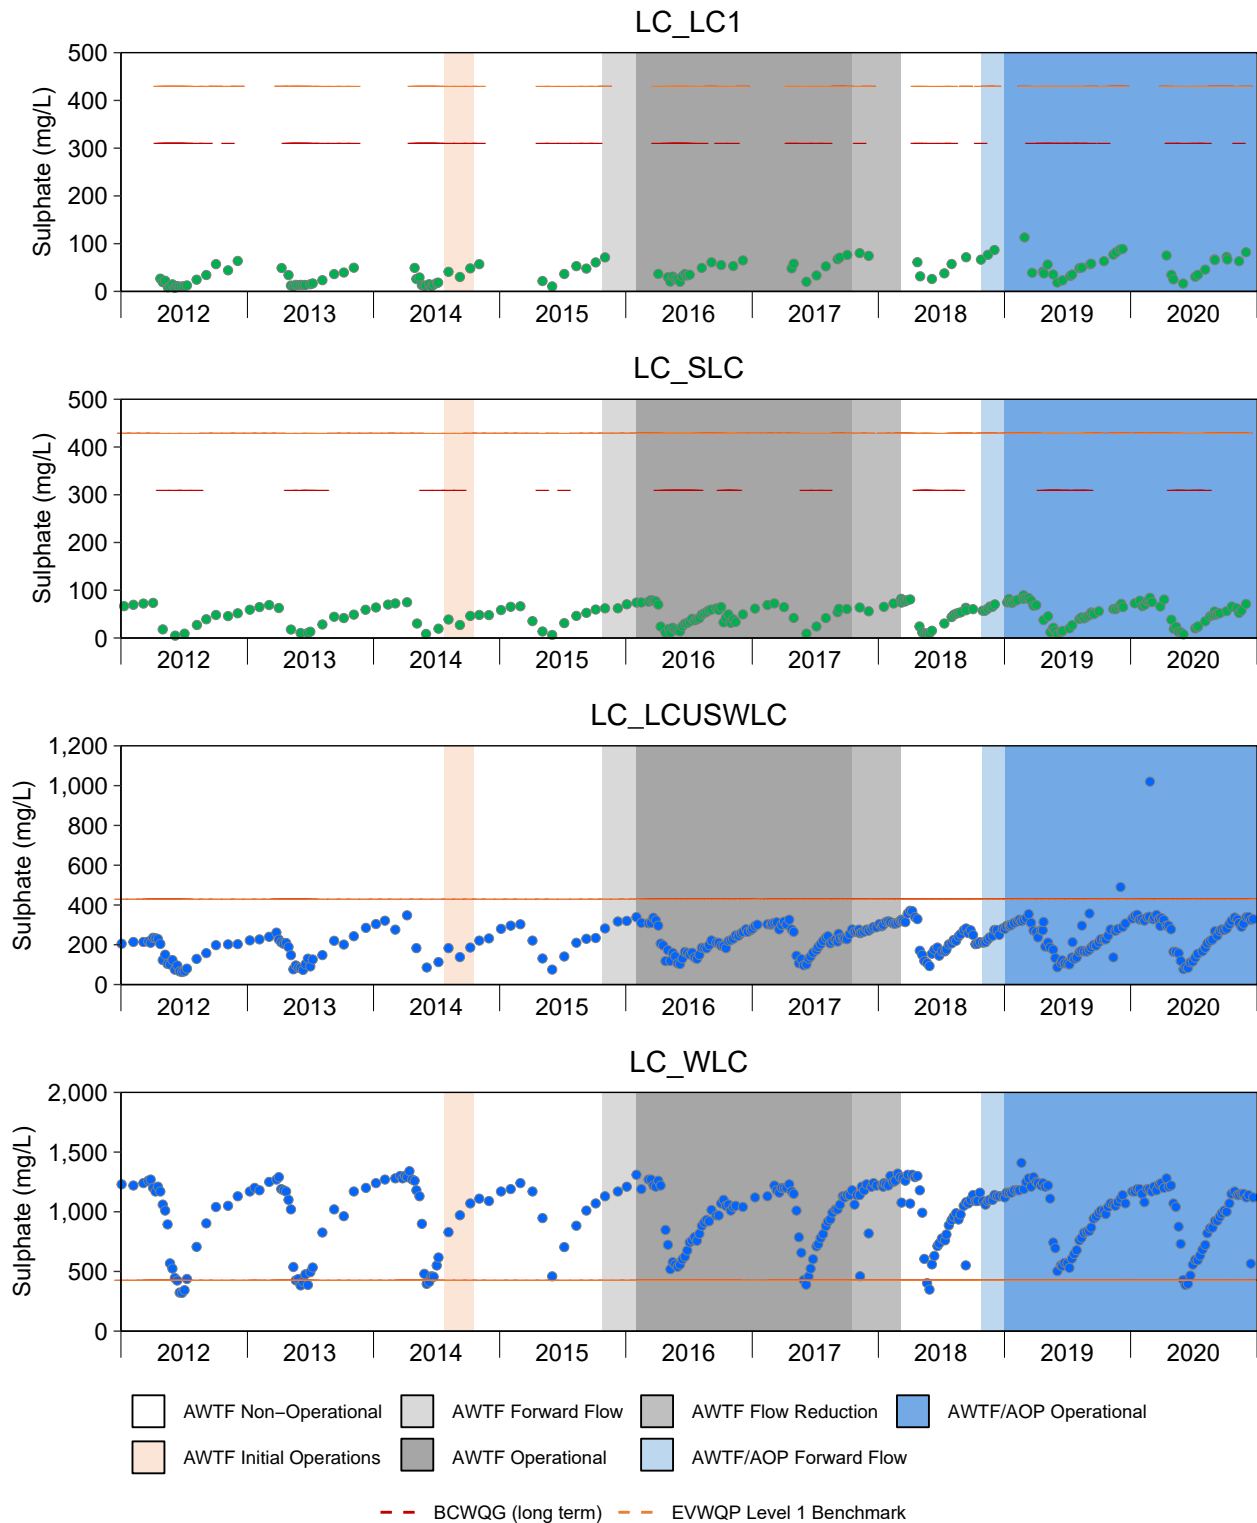 LC_LC1
500
400
300
200
100
0
Sulphate (mg/L)
2012 2013 2014 2015 2016 2017 2018 2019 2020
LC_SLC
500
400
300
200
100
0
Sulphate (mg/L)
2012 2013 2014 2015 2016 2017 2018 2019 2020
LC_LCUSWLC
1,200
1,000
800
600
400
200
0
Sulphate (mg/L)
2012 2013 2014 2015 2016 2017 2018 2019 2020
LC_WLC
2,000
1,500
1,000
500
0
Sulphate (mg/L)
2012 2013 2014 2015 2016 2017 2018 2019 2020
AWTF Non−Operational AWTF Forward Flow AWTF Flow Reduction AWTF/AOP Operational
AWTF Initial Operations AWTF Operational AWTF/AOP Forward Flow
BCWQG (long term) EVWQP Level 1 Benchmark